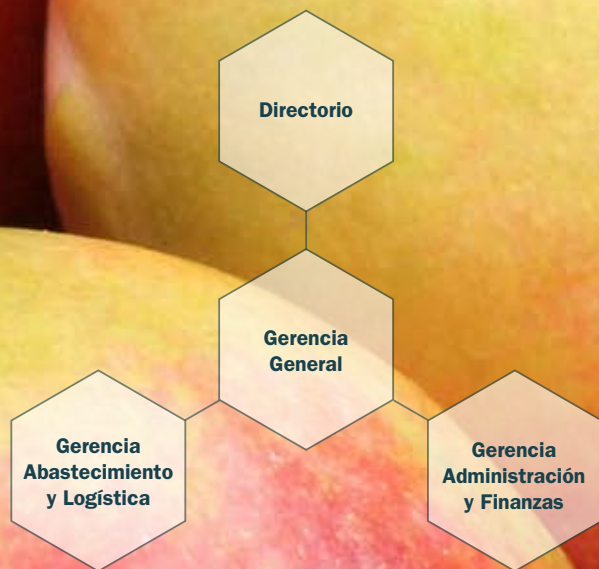 Directorio
Gerencia
General
Gerencia
Abastecimiento
y Logística
Gerencia
Administración
y Finanzas